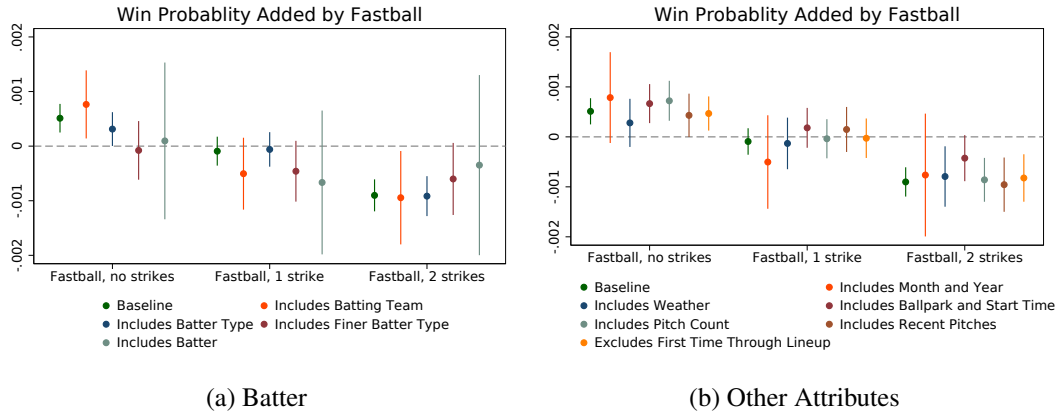 Win Probablity Added by Fastball
.002
.001
0
-.001
-.002
Fastball, no strikes
Fastball, 1 strike
Fastball, 2 strikes
Baseline
Includes Batting Team
Includes Batter Type
Includes Finer Batter Type
Includes Batter
(a) Batter
Win Probablity Added by Fastball
.002
.001
0
-.001
-.002
Fastball, no strikes
Fastball, 1 strike
Fastball, 2 strikes
Baseline
Includes Month and Year
Includes Weather
Includes Ballpark and Start Time
Includes Pitch Count
Includes Recent Pitches
Excludes First Time Through Lineup
(b) Other Attributes